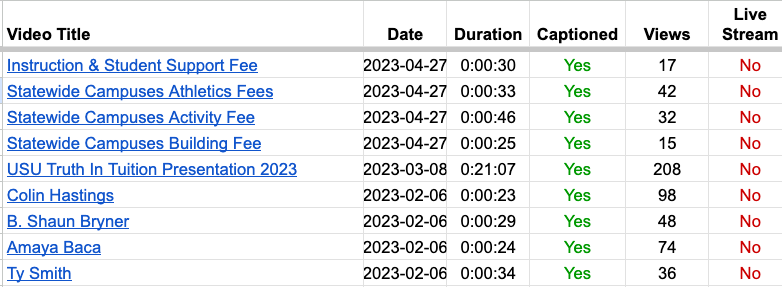 Video Title Date Duration Captioned Views Live Stream
Instruction & Student Support Fee 2023-04-27 0:00:30 Yes 17 No
Statewide Campuses Athletics Fees 2023-04-27 0:00:33 Yes 42 No
Statewide Campuses Activity Fee 2023-04-27 0:00:46 Yes 32 No
Statewide Campuses Building Fee 2023-04-27 0:00:25 Yes 15 No
USU Truth In Tuition Presentation 2023 2023-03-08 0:21:07 Yes 208 No
Colin Hastings 2023-02-06 0:00:23 Yes 98 No
B. Shaun Bryner 2023-02-06 0:00:29 Yes 48 No
Amaya Baca 2023-02-06 0:00:24 Yes 74 No
Ty Smith 2023-02-06 0:00:34 Yes 36 No